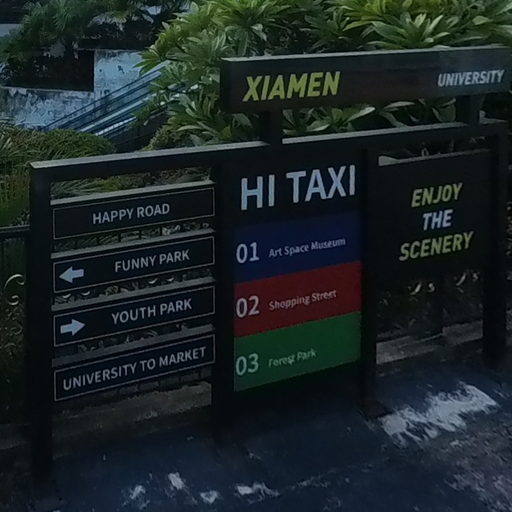 XIAMEN UNIVERSITY
HAPPY ROAD
FUNNY PARK
YOUTH PARK
UNIVERSITY TO MARKET
HI TAXI
01 Art Space Museum
02 Shopping Street
03 Forest Park
ENJOY
THE
SCENERY